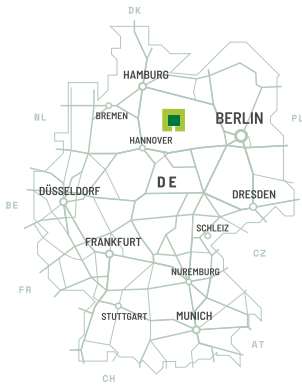 DK
HAMBURG
BREMEN
NL
BERLIN
PL
HANNOVER
DE
DÜSSELDORF
DRESDEN
BE
SCHLEIZ
FRANKFURT
CZ
NUREMBURG
FR
STUTTGART
MUNICH
AT
CH